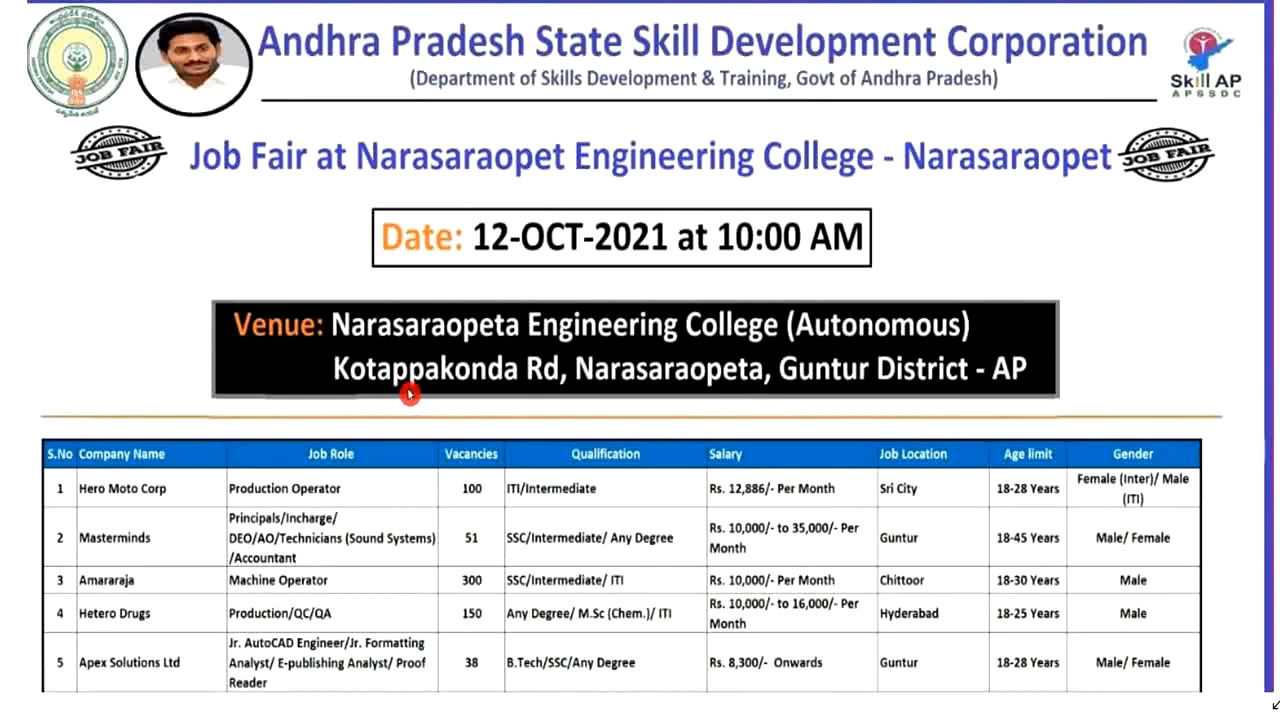 Andhra Pradesh State Skill Development Corporation
(Department of Skills Development & Training, Govt of Andhra Pradesh)
Skill AP
APSSDC
JOB FAIR
Job Fair at Narasaraopet Engineering College - Narasaraopet
JOB FAIR
Date: 12-OCT-2021 at 10:00 AM
Venue: Narasaraopeta Engineering College (Autonomous)
Kotappakonda Rd, Narasaraopeta, Guntur District - AP
S.No Company Name Job Role Vacancies Qualification Salary Job Location Age limit Gender
1 Hero Moto Corp Production Operator 100 ITI/Intermediate Rs. 12,886/- Per Month Sri City 18-28 Years Female (Inter)/ Male
(ITI)
Principals/Incharge/
2 Masterminds DEO/AO/Technicians (Sound Systems) 51 SSC/Intermediate/ Any Degree Rs. 10,000/- to 35,000/- Per Guntur 18-45 Years Male/ Female
/Accountant Month
3 Amararaja Machine Operator 300 SSC/Intermediate/ ITI Rs. 10,000/- Per Month Chittoor 18-30 Years Male
4 Hetero Drugs Production/QC/QA 150 Any Degree/ M.Sc (Chem.)/ ITI Rs. 10,000/- to 16,000/- Per Hyderabad 18-25 Years Male
Month
Jr. AutoCAD Engineer/Jr. Formatting
5 Apex Solutions Ltd Analyst/ E-publishing Analyst/ Proof 38 B.Tech/SSC/Any Degree Rs. 8,300/- Onwards Guntur 18-28 Years Male/ Female
Reader